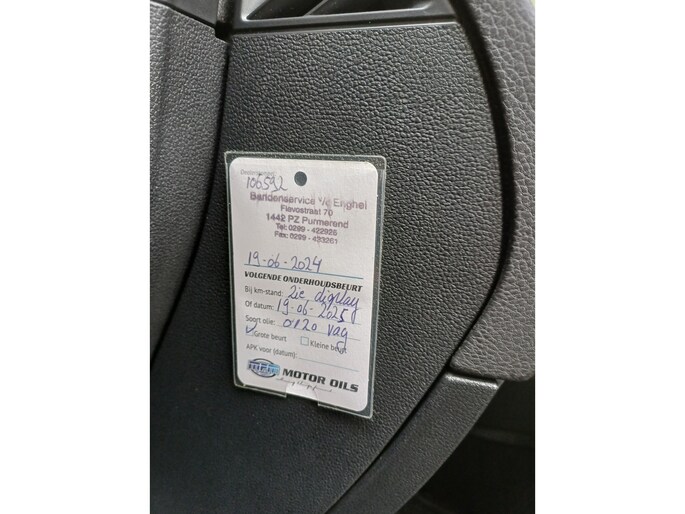 106592
Bandenservice v/d Enghel
Flevostraat 70
1442 PZ Purmerend
Tel: 0299 - 422926
Fax: 0299 - 433261
19-06-2024
VOLGENDE ONDERHOUDSBEURT
Bij km-stand: zie display
Of datum: 19-06-2025
Soort olie: 0W20 vag
Grote beurt Kleine beurt
APK voor (datum):
MOTOR OILS